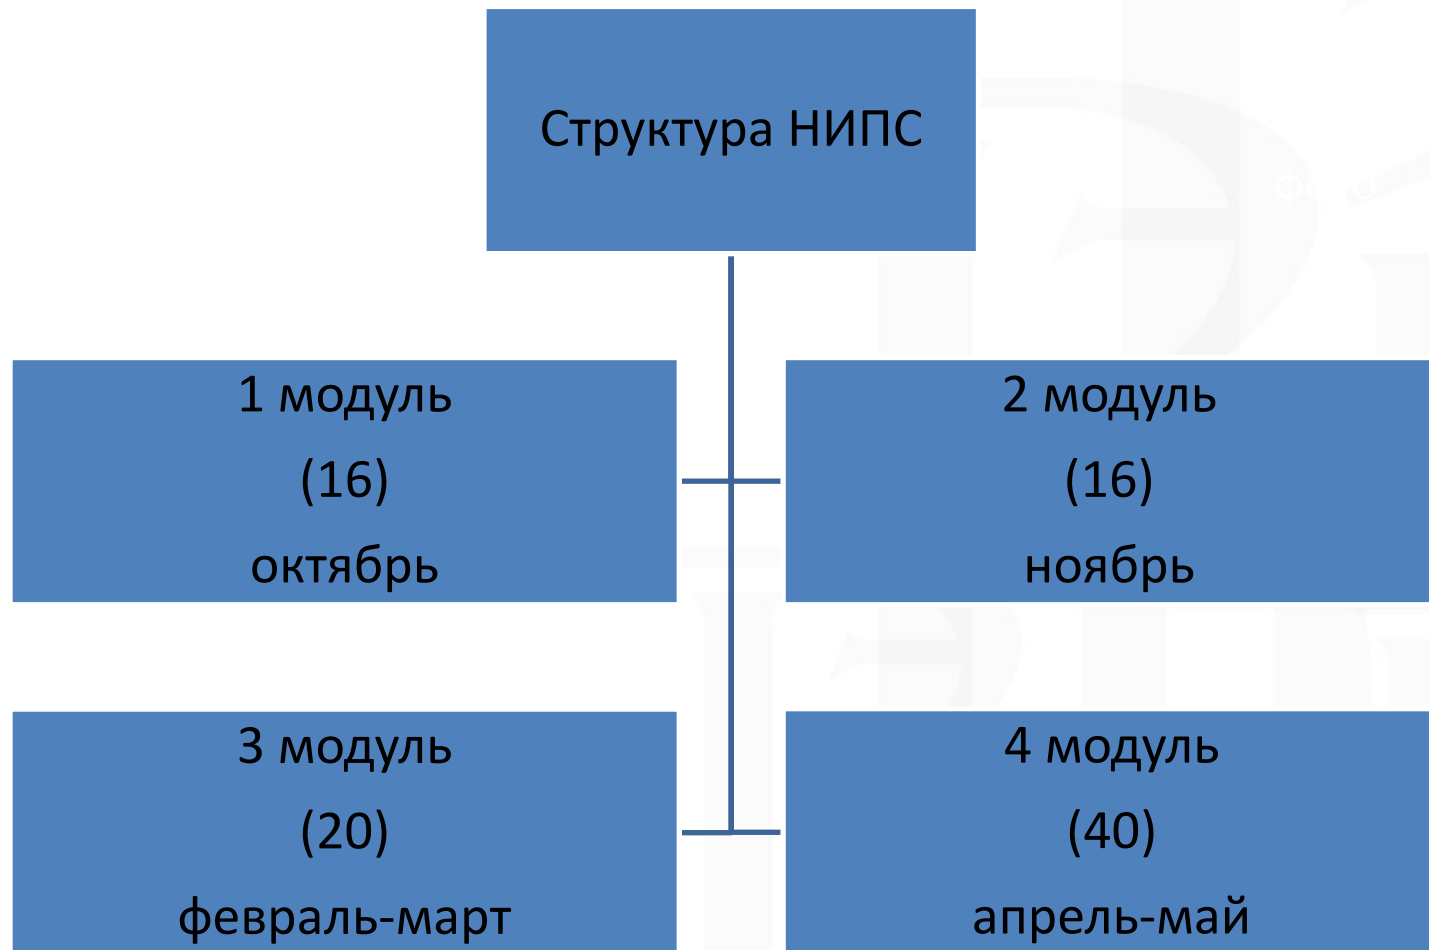 Структура НИПС
фото
1 модуль
(16)
октябрь
2 модуль
(16)
ноябрь
3 модуль
(20)
февраль-март
4 модуль
(40)
апрель-май